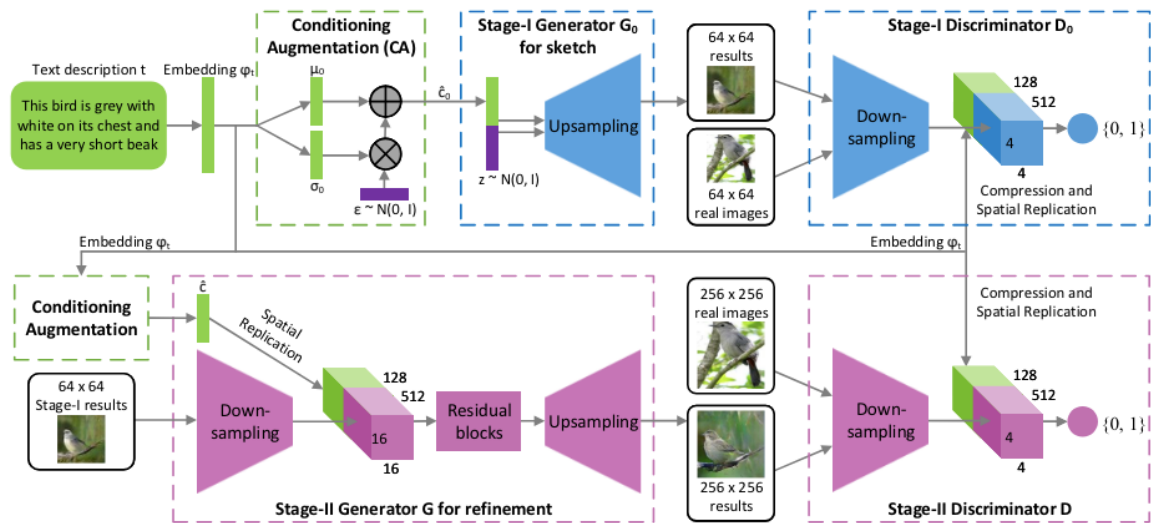 Text description t
This bird is grey with
white on its chest and
has a very short beak
Embedding φₜ
Conditioning
Augmentation (CA)
μ₀
σ₀
ε ~ N(0, I)
ĉ₀
Stage-I Generator G₀
for sketch
Upsampling
z ~ N(0, I)
64 x 64
results
64 x 64
real images
Stage-I Discriminator D₀
Down-
sampling
128
512
4
4
{0, 1}
Compression and
Spatial Replication
Embedding φₜ
Embedding φₜ
Conditioning
Augmentation
ĉ
Spatial
Replication
64 x 64
Stage-I results
Down-
sampling
128
512
16
16
Residual
blocks
Upsampling
Stage-II Generator G for refinement
256 x 256
real images
256 x 256
results
Compression and
Spatial Replication
Down-
sampling
128
512
4
4
{0, 1}
Stage-II Discriminator D